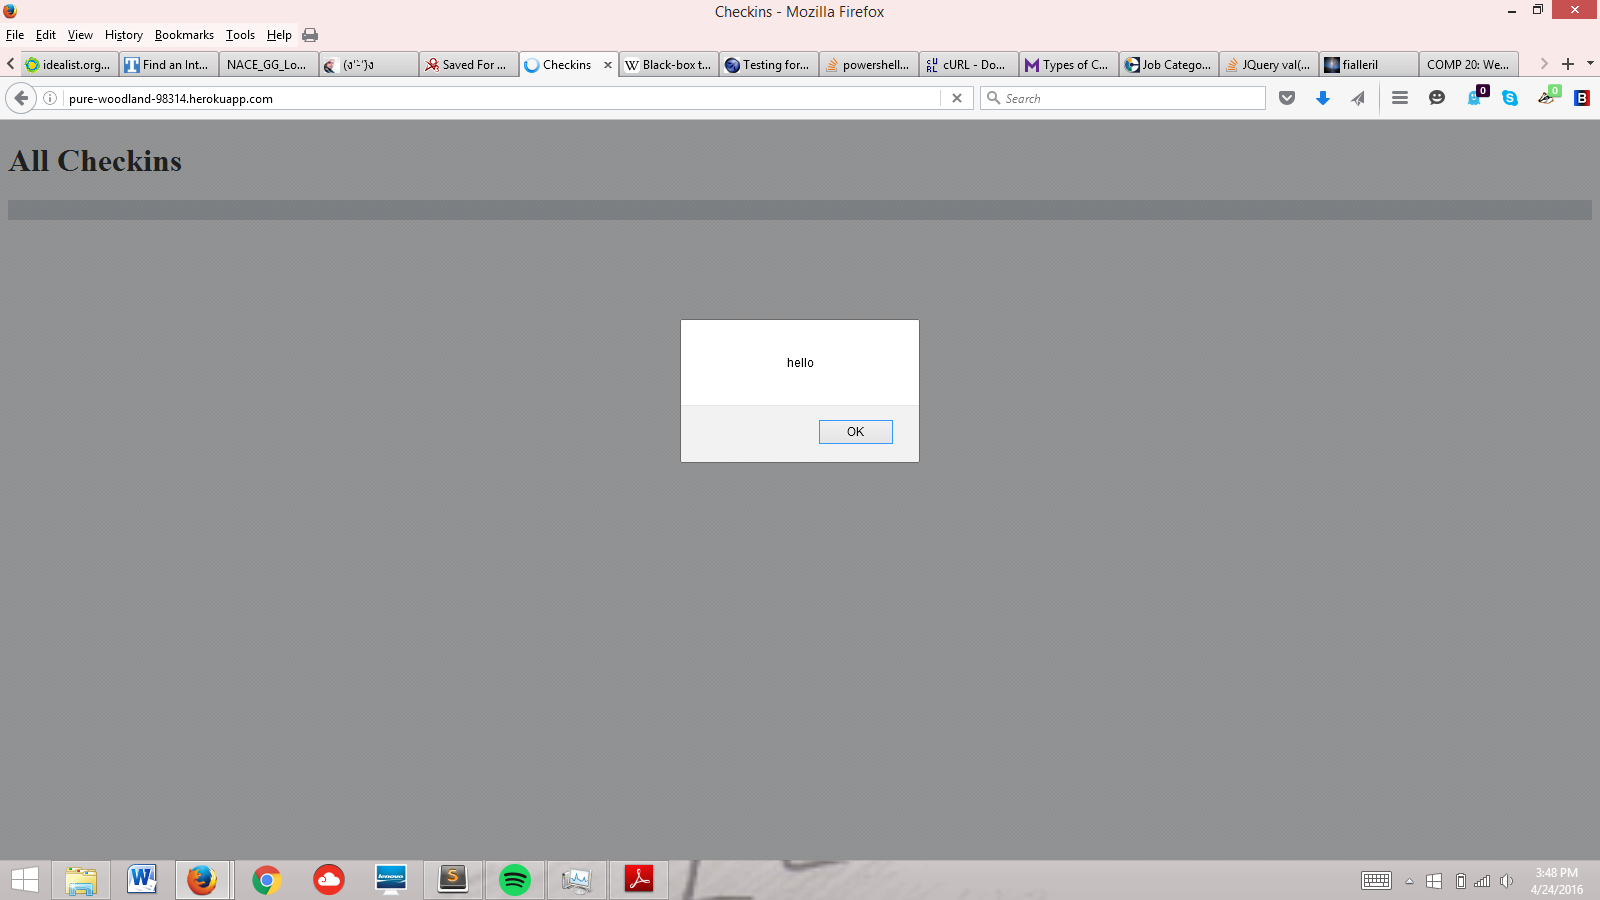 Checkins - Mozilla Firefox
File Edit View History Bookmarks Tools Help
idealist.org... Find an Int... NACE_GG_Lo... (ง'̀-'́)ง Saved For ... Checkins Black-box t... Testing for... powershell... cURL - Do... Types of C... Job Catego... JQuery val(... fialleril COMP 20: We...
pure-woodland-98314.herokuapp.com Search 0 0 B
All Checkins
hello
OK
lenovo
3:48 PM
4/24/2016